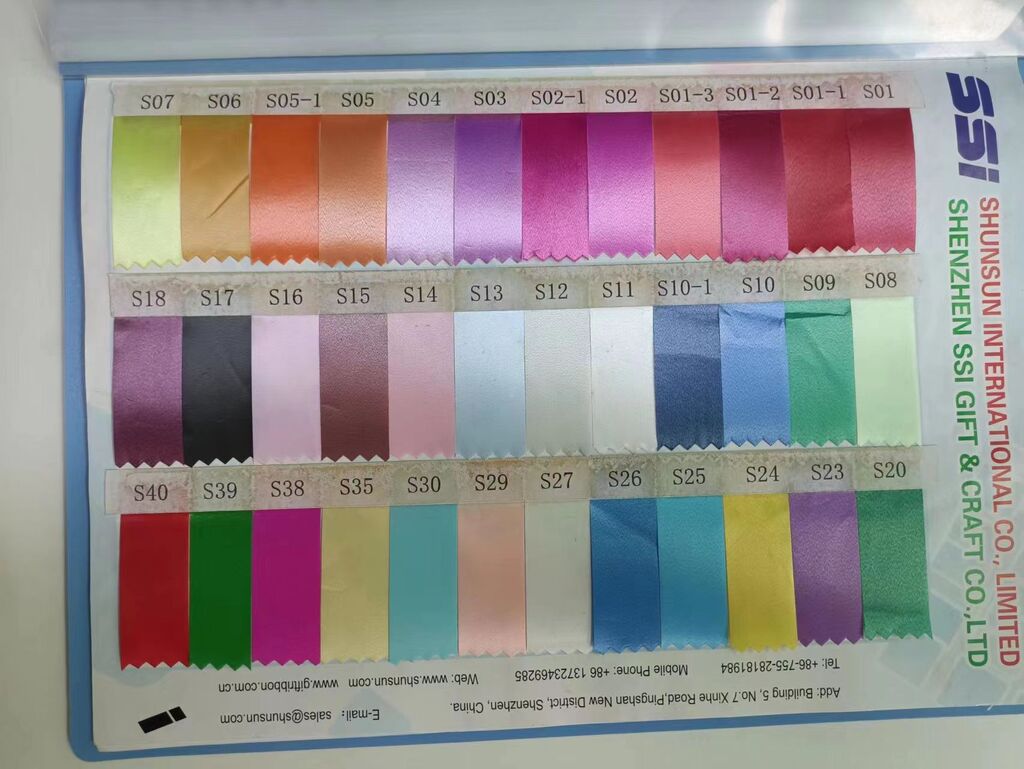 S07 S06 S05-1 S05 S04 S03 S02-1 S02 S01-3 S01-2 S01-1 S01
S18 S17 S16 S15 S14 S13 S12 S11 S10-1 S10 S09 S08
S40 S39 S38 S35 S30 S29 S27 S26 S25 S24 S23 S20
SSi
SHUNSUN INTERNATIONAL CO., LIMITED
SHENZHEN SSI GIFT & CRAFT CO.,LTD
Add: Building 5, No.7 Xinhe Road,Pingshan New District, Shenzhen, China.
Tel: +86-755-28181984 Mobile Phone: +86 13723469285 Web: www.shunsun.com www.giftribbon.com.cn
E-mail: sales@shunsun.com